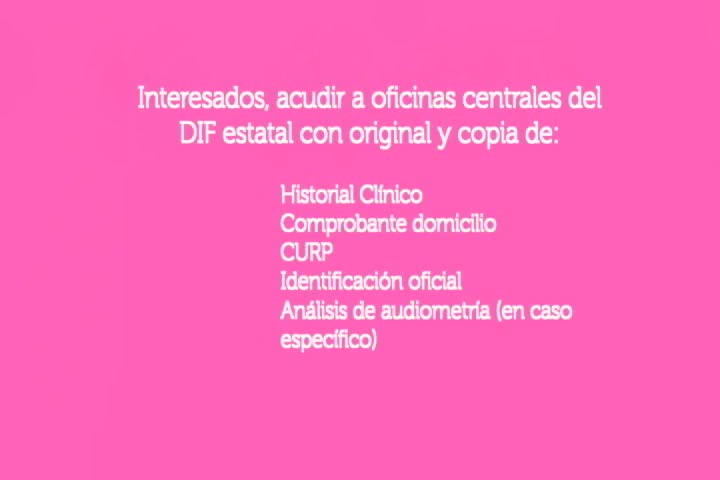 Interesados, acudir a oficinas centrales del
DIF estatal con original y copia de:
Historial Clínico
Comprobante domicilio
CURP
Identificación oficial
Análisis de audiometría (en caso
específico)